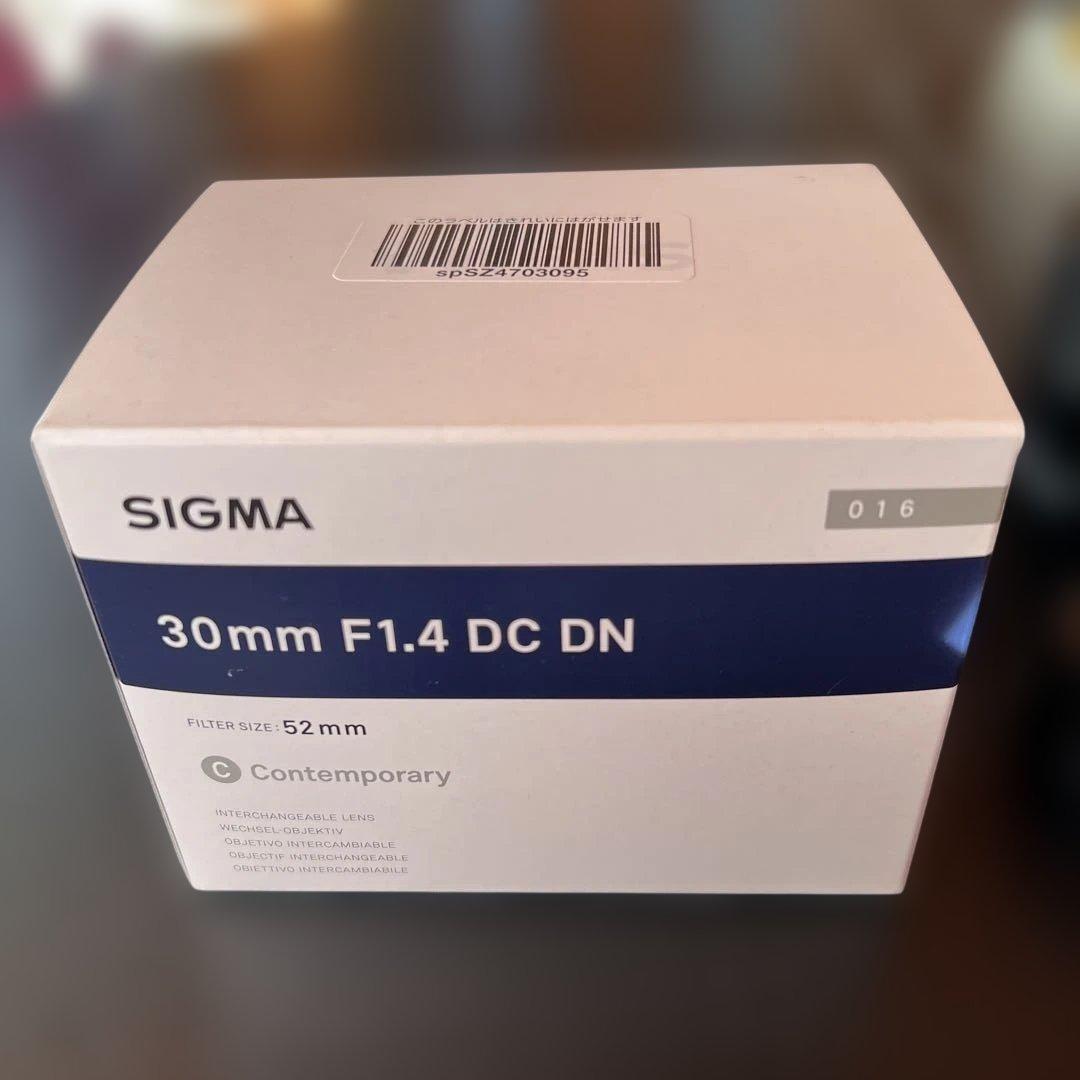 このラベルはきれいにはがせます
spSZ4703095
SIGMA
016
30mm F1.4 DC DN
FILTER SIZE: 52mm
C Contemporary
INTERCHANGEABLE LENS
WECHSEL-OBJEKTIV
OBJETIVO INTERCAMBIABLE
OBJECTIF INTERCHANGEABLE
OBIETTIVO INTERCAMBIABILE